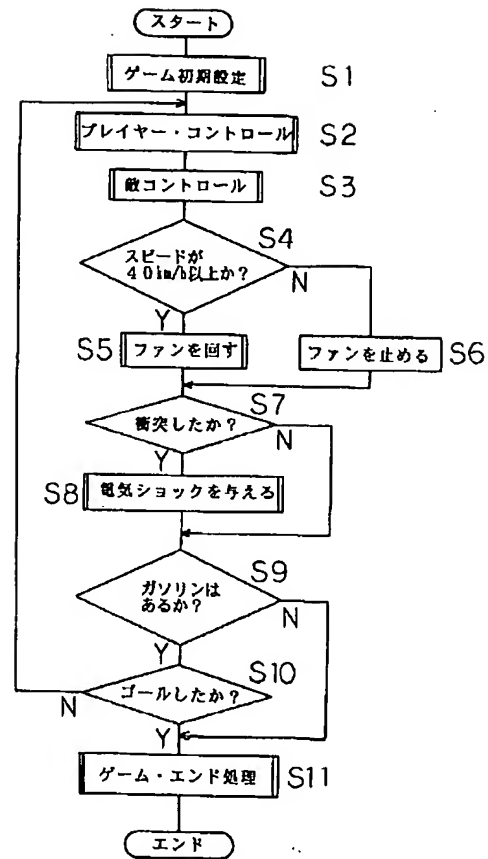 スタート
ゲーム初期設定 S1
プレイヤー・コントロール S2
敵コントロール S3
S4
スピードが
40km/h以上か?
N
Y
S5 ファンを回す
ファンを止める S6
S7
衝突したか?
N
Y
S8 電気ショックを与える
S9
ガソリンは
あるか?
N
Y
S10
ゴールしたか?
N
Y
ゲーム・エンド処理 S11
エンド